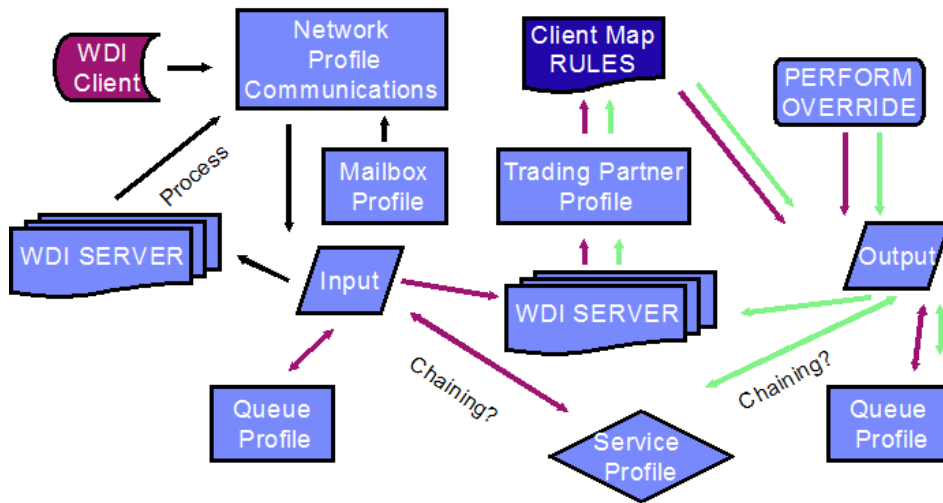 WDI
Client
Network
Profile
Communications
Client Map
RULES
PERFORM
OVERRIDE
Process
Mailbox
Profile
Trading Partner
Profile
WDI SERVER
Input
WDI SERVER
Output
Chaining?
Chaining?
Queue
Profile
Service
Profile
Queue
Profile